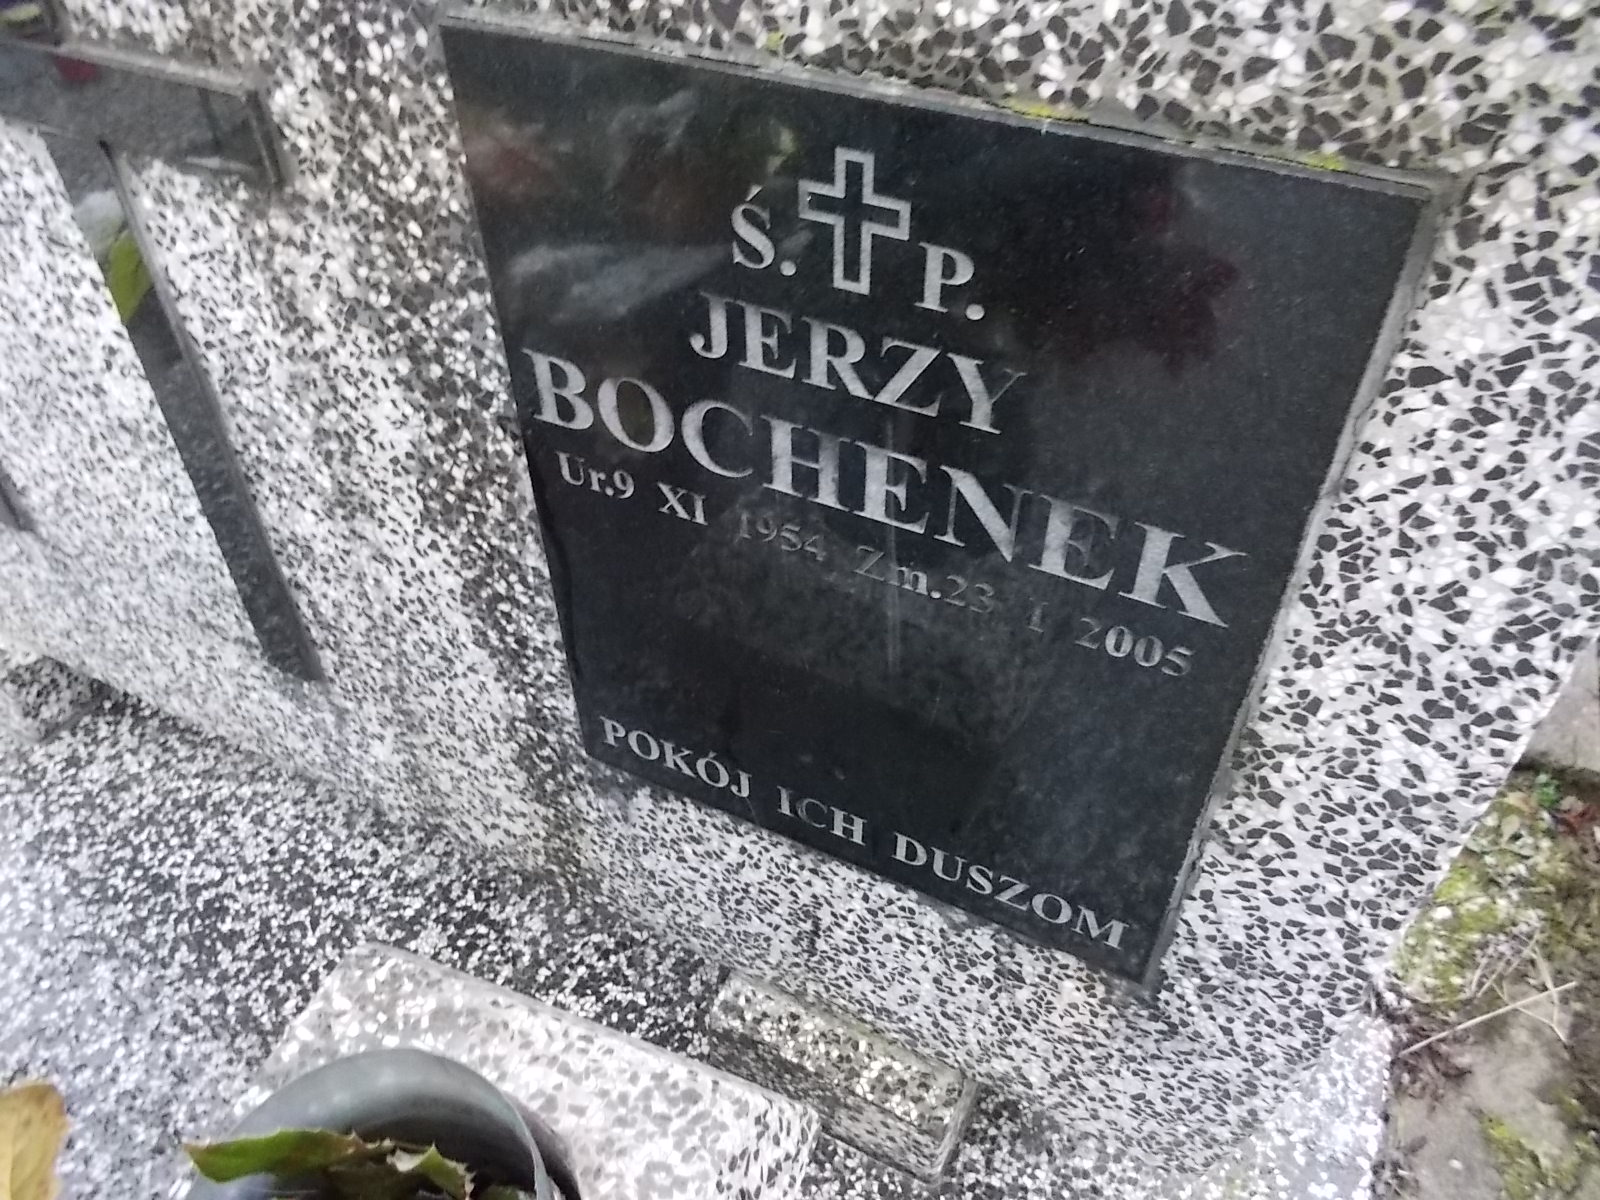 Ś. P.
JERZY
BOCHENEK
Ur.9 XI 1954 Zm.23 I 2005
POKÓJ ICH DUSZOM